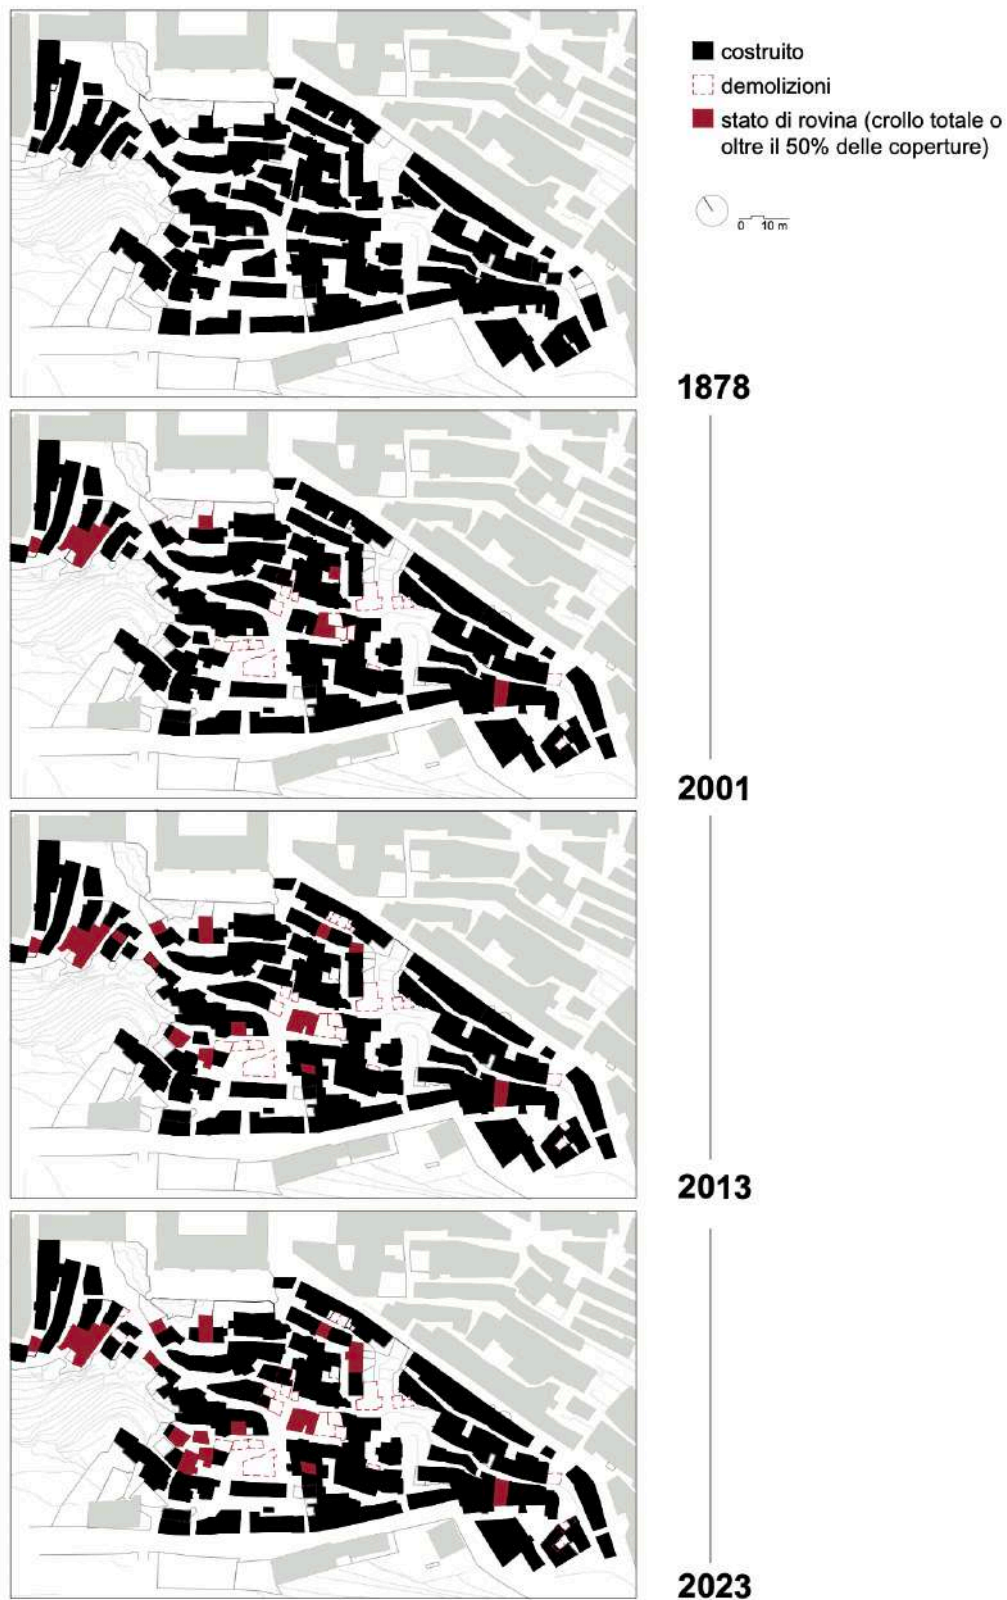 costruito
demolizioni
stato di rovina (crollo totale o
oltre il 50% delle coperture)
0 10 m
1878
2001
2013
2023